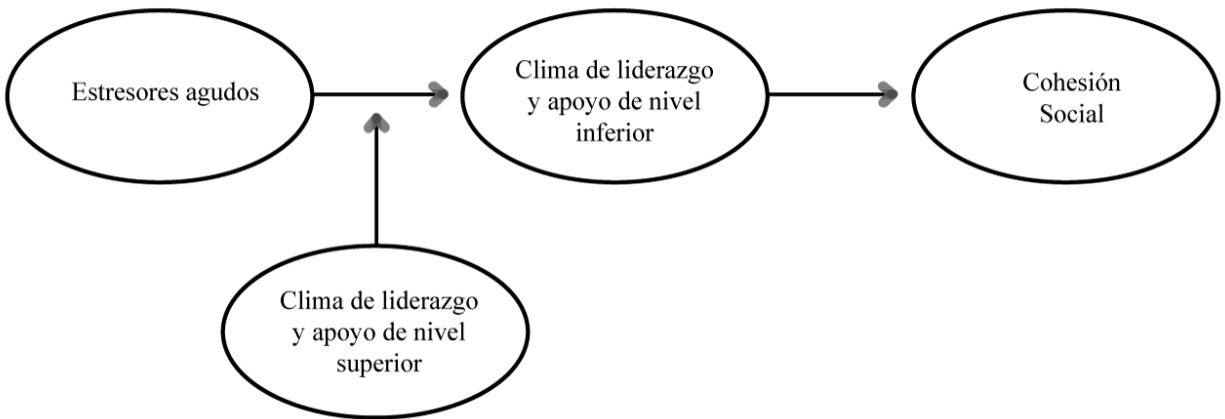 Estresores agudos
Clima de liderazgo
y apoyo de nivel
inferior
Cohesión
Social
Clima de liderazgo
y apoyo de nivel
superior